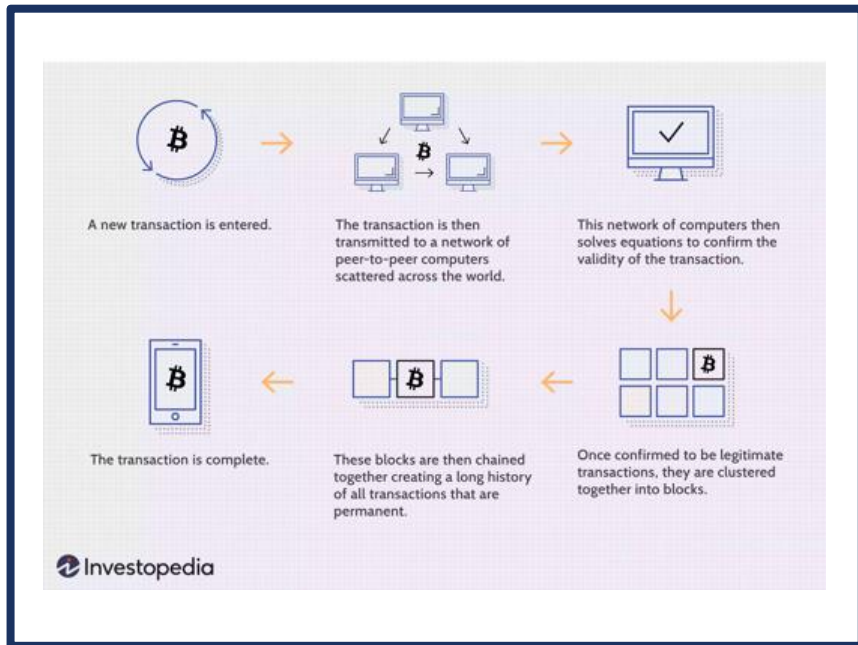 A new transaction is entered.
The transaction is then
transmitted to a network of
peer-to-peer computers
scattered across the world.
This network of computers then
solves equations to confirm the
validity of the transaction.
Once confirmed to be legitimate
transactions, they are clustered
together into blocks.
These blocks are then chained
together creating a long history
of all transactions that are
permanent.
The transaction is complete.
Investopedia